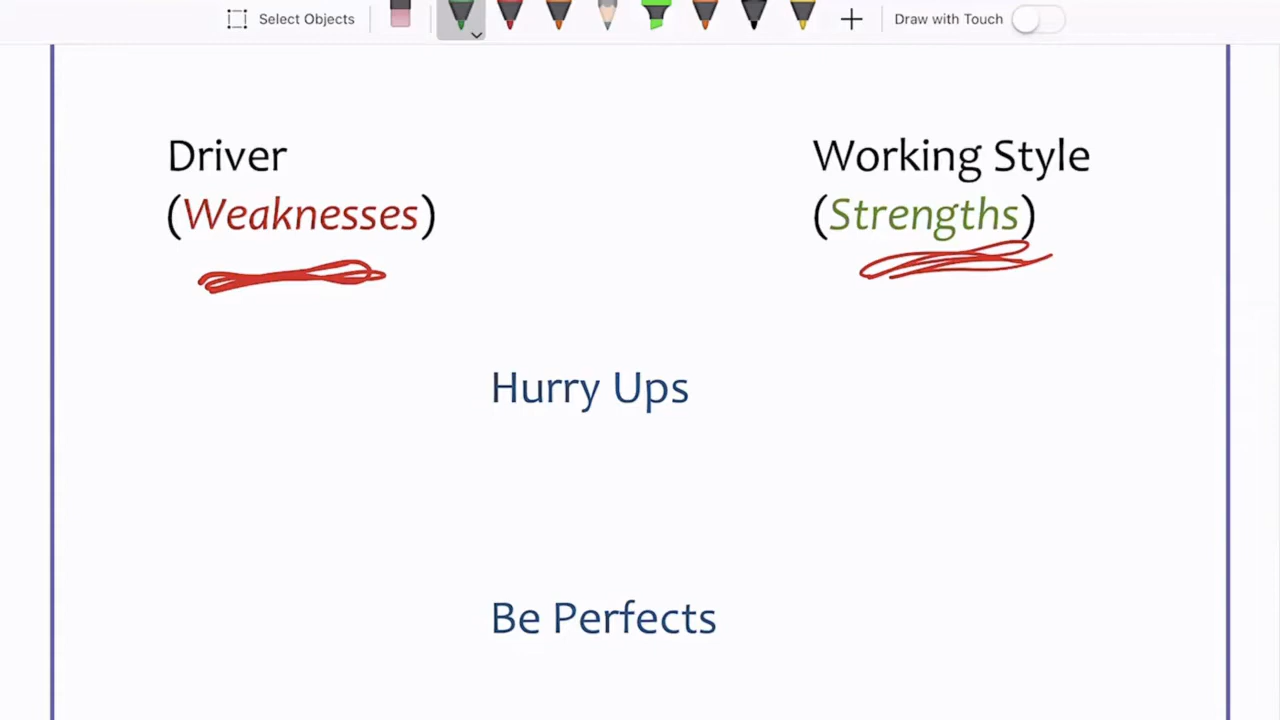 Select Objects
Draw with Touch
Driver
(Weaknesses)
Working Style
(Strengths)
Hurry Ups
Be Perfects